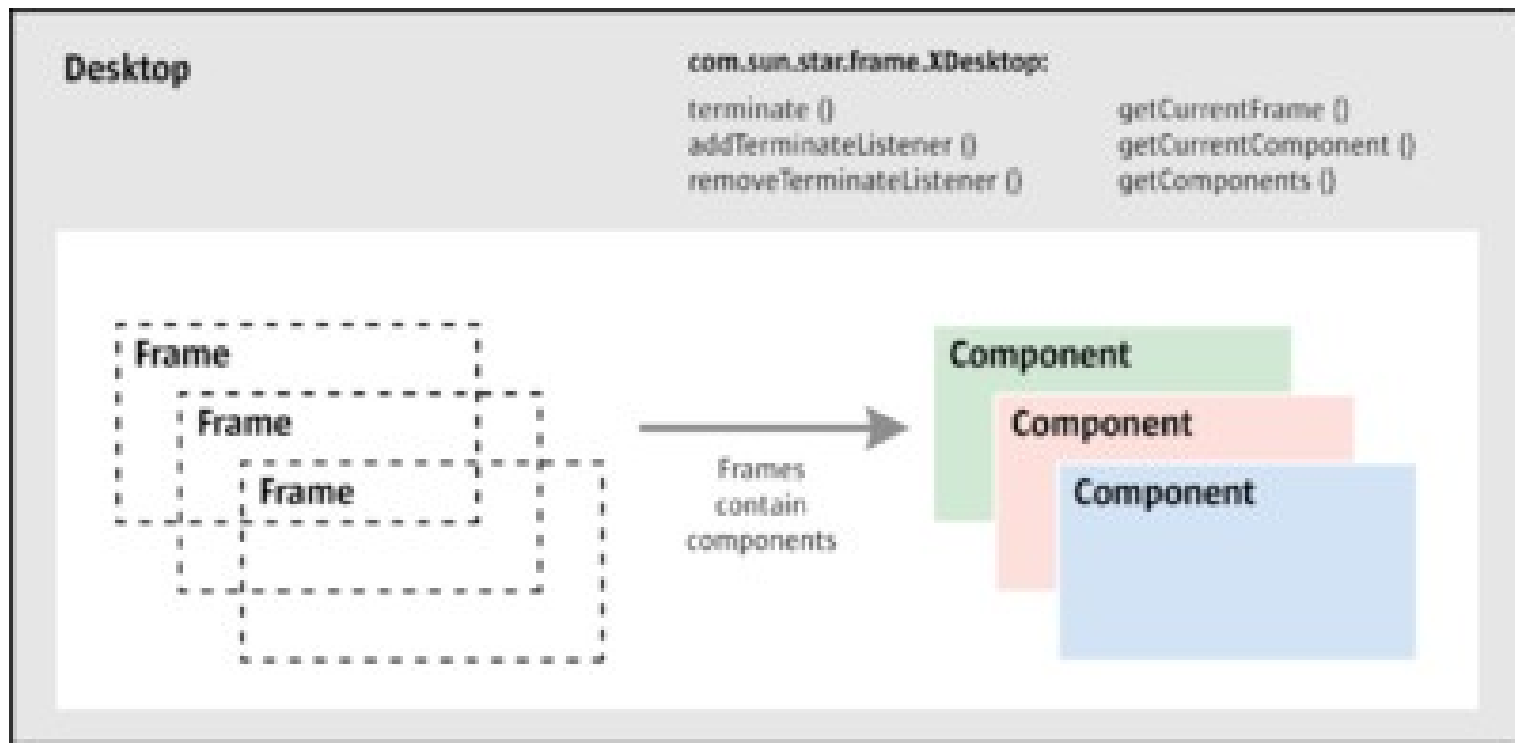 Desktop
com.sun.star.frame.XDesktop:
terminate ()
addTerminateListener ()
removeTerminateListener ()
getCurrentFrame ()
getCurrentComponent ()
getComponents ()
Frame
Frame
Frame
Frames
contain
components
Component
Component
Component